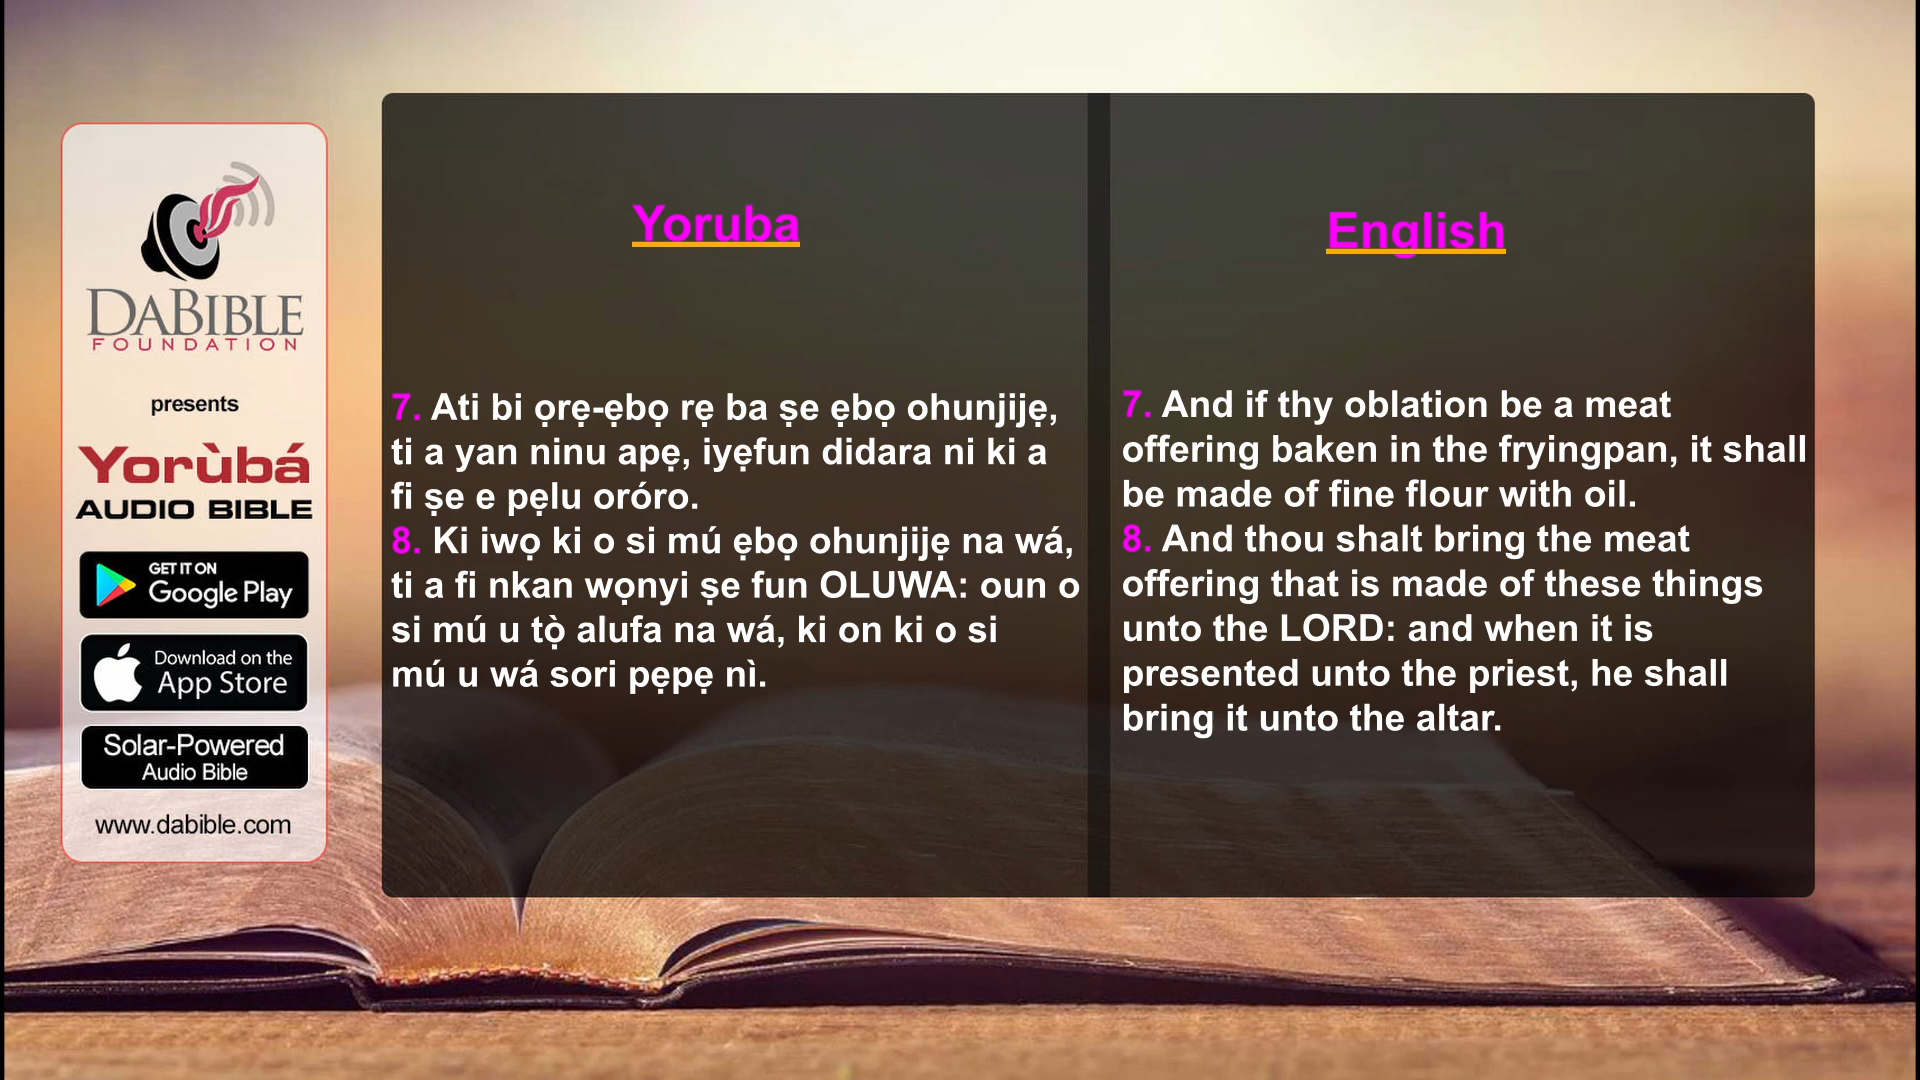 DABIBLE
FOUNDATION
presents
Yorùbá
AUDIO BIBLE
GET IT ON
Google Play
Download on the
App Store
Solar-Powered
Audio Bible
www.dabible.com
Yoruba
7. Ati bi ọrẹ-ẹbọ rẹ ba ṣe ẹbọ ohunjijẹ,
ti a yan ninu apẹ, iyẹfun didara ni ki a
fi ṣe e pẹlu oróro.
8. Ki iwọ ki o si mú ẹbọ ohunjijẹ na wá,
ti a fi nkan wọnyi ṣe fun OLUWA: oun o
si mú u tọ̀ alufa na wá, ki on ki o si
mú u wá sori pẹpẹ nì.
English
7. And if thy oblation be a meat
offering baken in the fryingpan, it shall
be made of fine flour with oil.
8. And thou shalt bring the meat
offering that is made of these things
unto the LORD: and when it is
presented unto the priest, he shall
bring it unto the altar.